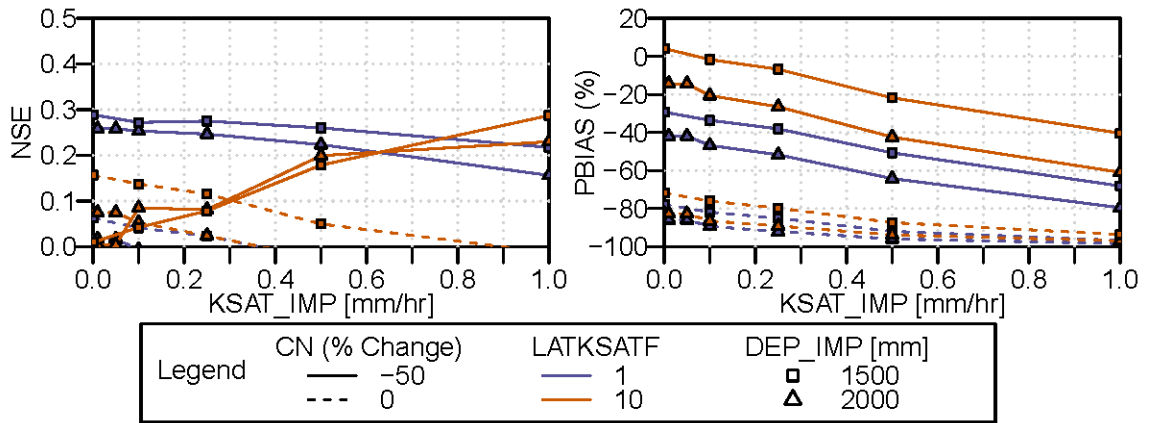 0.5
0.4
0.3
0.2
0.1
0.0
NSE
0.0 0.2 0.4 0.6 0.8 1.0
KSAT_IMP [mm/hr]
20
0
−20
−40
−60
−80
−100
PBIAS (%)
0.0 0.2 0.4 0.6 0.8 1.0
KSAT_IMP [mm/hr]
Legend
CN (% Change)
−50
0
LATKSATF
1
10
DEP_IMP [mm]
1500
2000